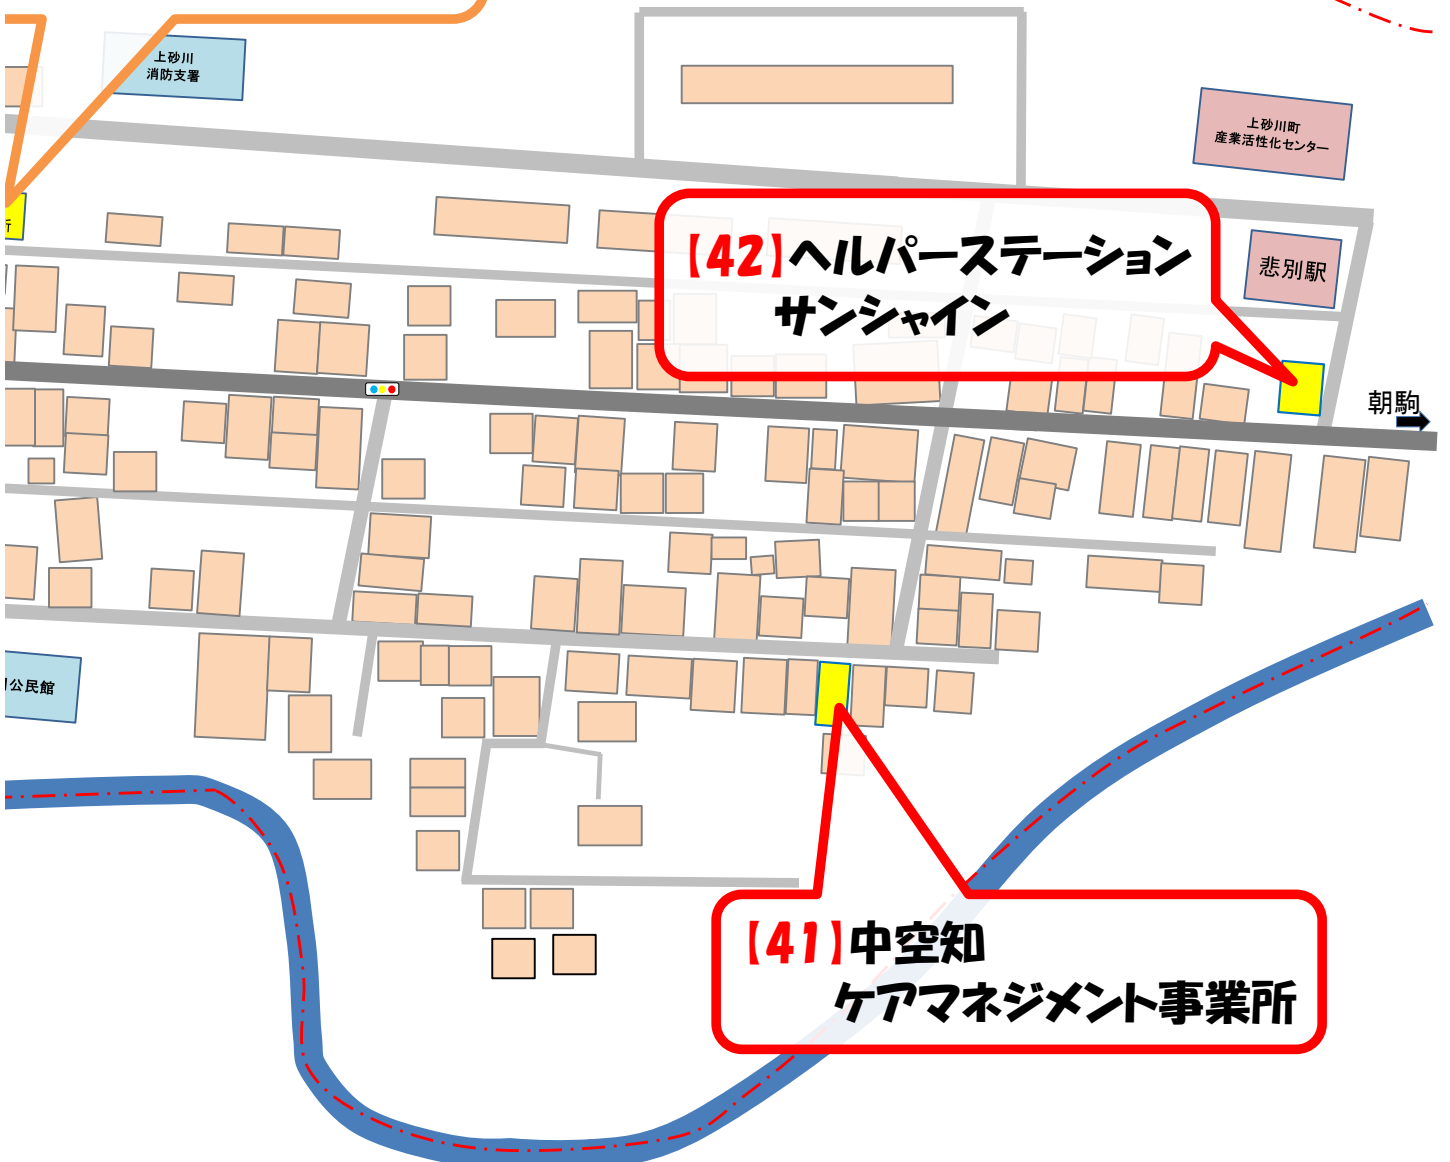 上砂川
消防支署
上砂川町
産業活性化センター
【42】ヘルパーステーション
サンシャイン
悲別駅
朝駒
公民館
【41】中空知
ケアマネジメント事業所